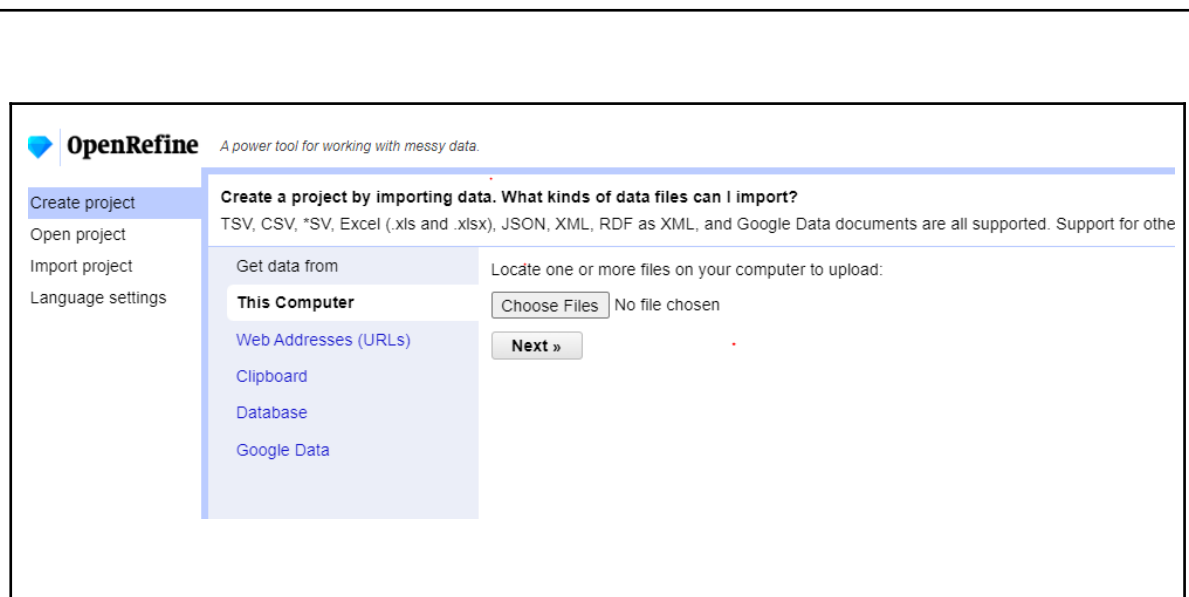 OpenRefine A power tool for working with messy data.
Create project
Open project
Import project
Language settings
Create a project by importing data. What kinds of data files can I import?
TSV, CSV, *SV, Excel (.xls and .xlsx), JSON, XML, RDF as XML, and Google Data documents are all supported. Support for othe
Get data from
This Computer
Web Addresses (URLs)
Clipboard
Database
Google Data
Locate one or more files on your computer to upload:
Choose Files No file chosen
Next »